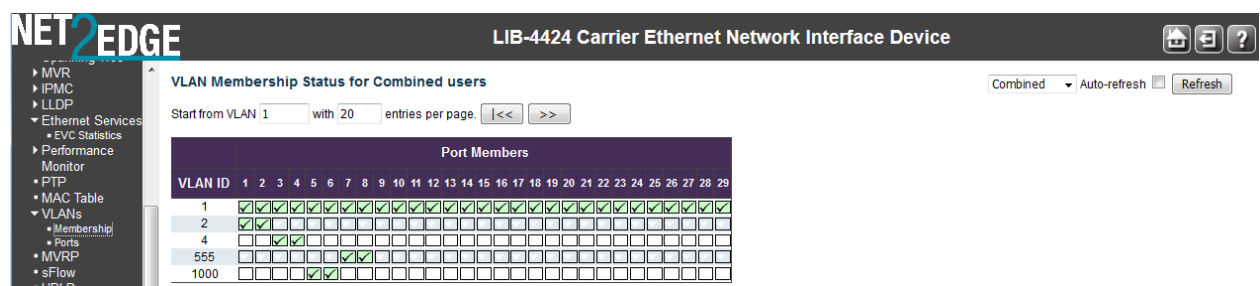 NET2EDGE
LIB-4424 Carrier Ethernet Network Interface Device
?
MVR
IPMC
LLDP
Ethernet Services
EVC Statistics
Performance
Monitor
PTP
MAC Table
VLANs
Membership
Ports
MVRP
sFlow
VLAN Membership Status for Combined users
Combined Auto-refresh Refresh
Start from VLAN 1 with 20 entries per page. |<< >>
Port Members
VLAN ID 1 2 3 4 5 6 7 8 9 10 11 12 13 14 15 16 17 18 19 20 21 22 23 24 25 26 27 28 29
1
2
4
555
1000